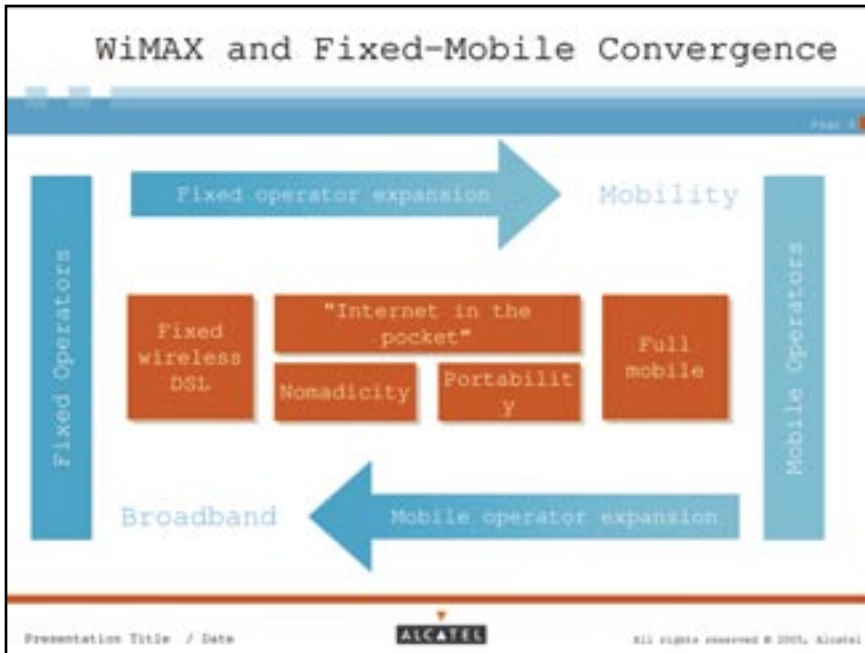 WiMAX and Fixed-Mobile Convergence
Page
Fixed Operators
Fixed operator expansion
Mobility
Mobile Operators
Fixed
wireless
DSL
"Internet in the
pocket"
Nomadicity
Portabilit
y
Full
mobile
Broadband
Mobile operator expansion
Presentation Title / Date
ALCATEL
All rights reserved © 2005, Alcatel